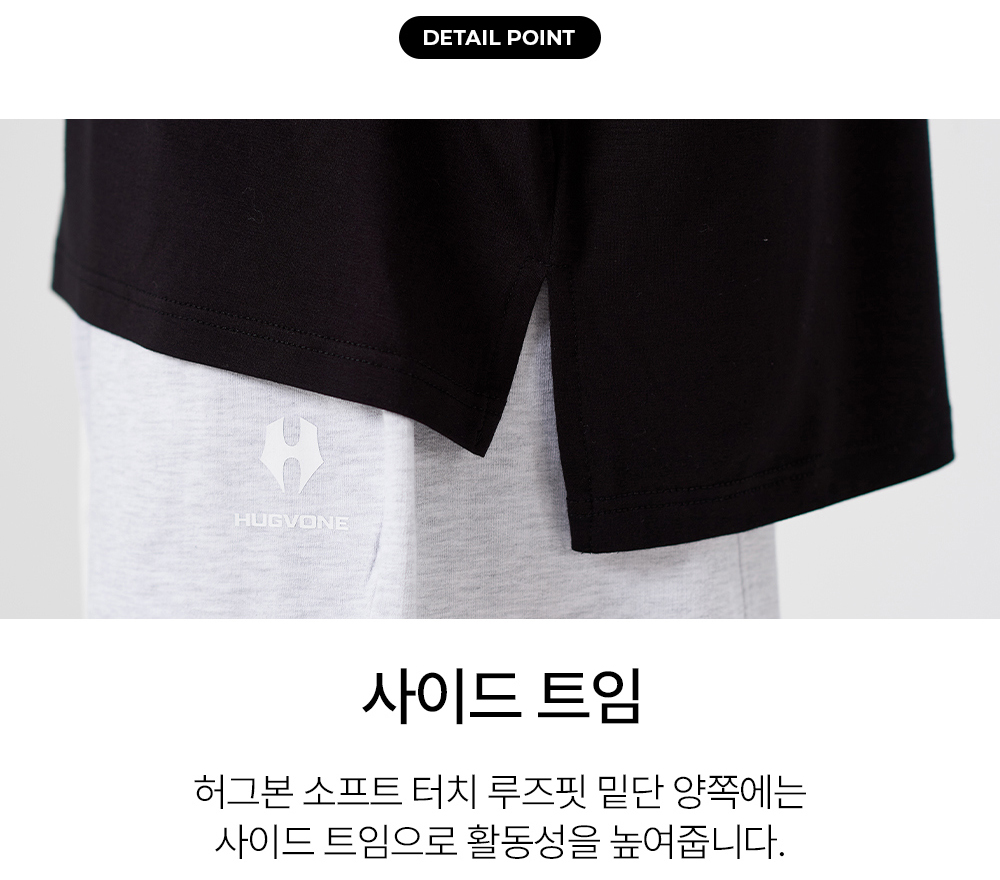 DETAIL POINT
HUGVONE
사이드 트임
허그본 소프트 터치 루즈핏 밑단 양쪽에는
사이드 트임으로 활동성을 높여줍니다.